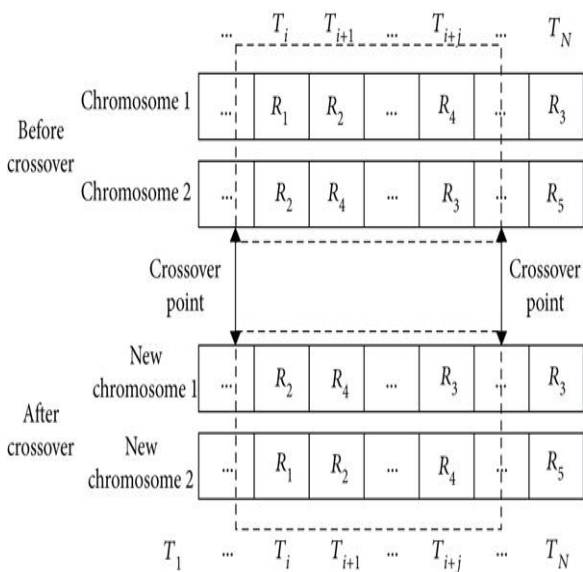 ... T_i T_{i+1} ... T_{i+j} ... T_N
Chromosome 1 ... R_1 R_2 ... R_4 ... R_3
Before
crossover
Chromosome 2 ... R_2 R_4 ... R_3 ... R_5
Crossover
point
Crossover
point
New
chromosome 1 ... R_2 R_4 ... R_3 ... R_3
After
crossover
New
chromosome 2 ... R_1 R_2 ... R_4 ... R_5
T_1 ... T_i T_{i+1} ... T_{i+j} ... T_N